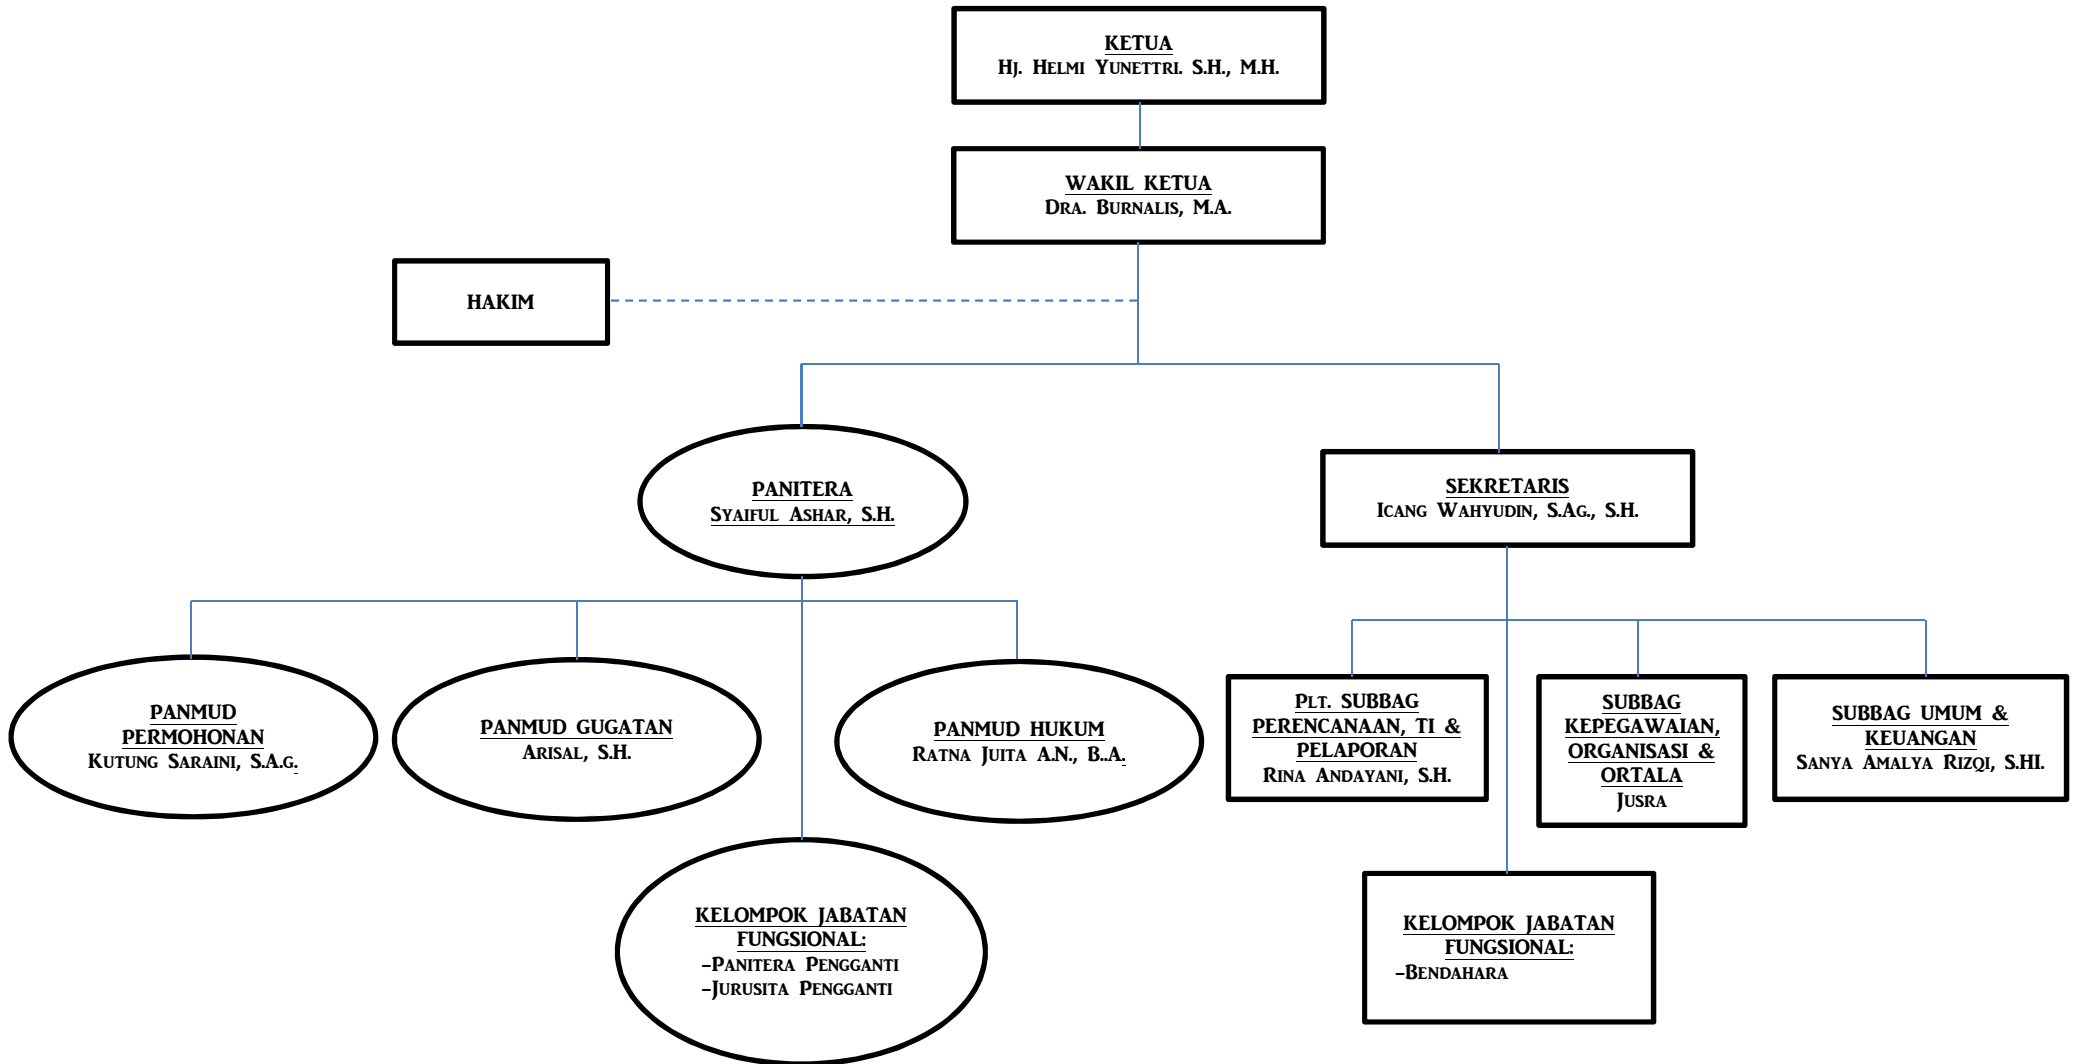 KETUA
Hj. Helmi Yunettri. S.H., M.H.
WAKIL KETUA
Dra. Burnalis, M.A.
HAKIM
PANITERA
Syaiful Ashar, S.H.
SEKRETARIS
Icang Wahyudin, S.Ag., S.H.
PANMUD
PERMOHONAN
Kutung Saraini, S.A.g.
PANMUD GUGATAN
Arisal, S.H.
PANMUD HUKUM
Ratna Juita A.N., B..A.
Plt. SUBBAG
PERENCANAAN, TI &
PELAPORAN
Rina Andayani, S.H.
SUBBAG
KEPEGAWAIAN,
ORGANISASI &
ORTALA
Jusra
SUBBAG UMUM &
KEUANGAN
Sanya Amalya Rizqi, S.HI.
KELOMPOK JABATAN
FUNGSIONAL:
-Panitera Pengganti
-Jurusita Pengganti
KELOMPOK JABATAN
FUNGSIONAL:
-Bendahara